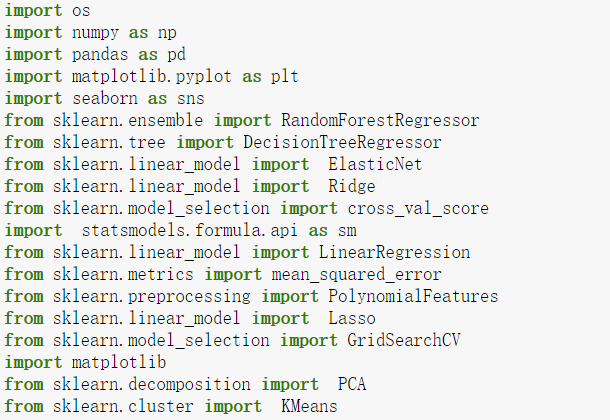 import os
import numpy as np
import pandas as pd
import matplotlib.pyplot as plt
import seaborn as sns
from sklearn.ensemble import RandomForestRegressor
from sklearn.tree import DecisionTreeRegressor
from sklearn.linear_model import  ElasticNet
from sklearn.linear_model import  Ridge
from sklearn.model_selection import cross_val_score
import  statsmodels.formula.api as sm
from sklearn.linear_model import LinearRegression
from sklearn.metrics import mean_squared_error
from sklearn.preprocessing import PolynomialFeatures
from sklearn.linear_model import  Lasso
from sklearn.model_selection import GridSearchCV
import matplotlib
from sklearn.decomposition import  PCA
from sklearn.cluster import  KMeans